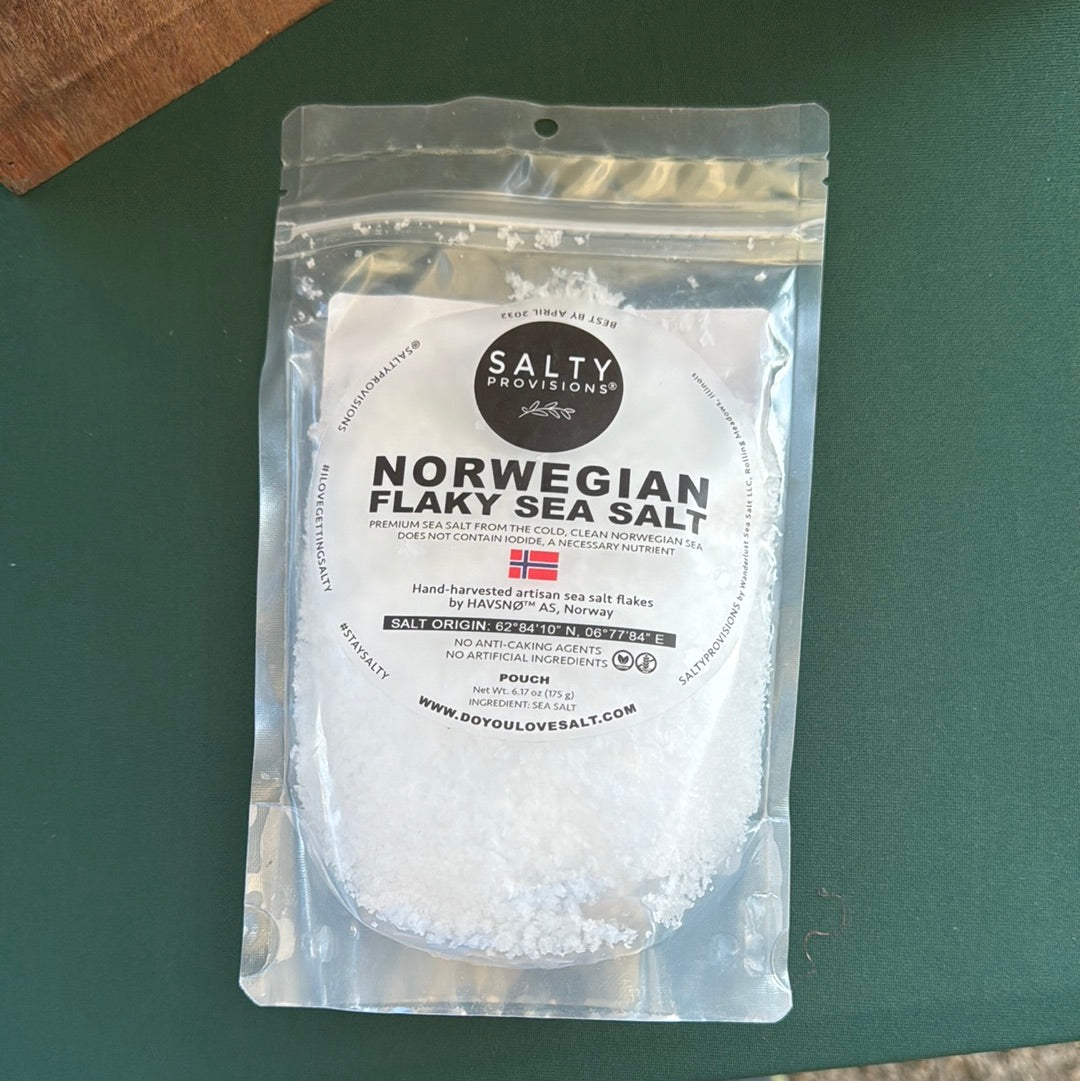 BEST BY APRIL 2032
SALTY
PROVISIONS®
@SALTYPROVISIONS
#ILOVEGETTINGSALTY
#STAYSALTY
NORWEGIAN
FLAKY SEA SALT
PREMIUM SEA SALT FROM THE COLD, CLEAN NORWEGIAN SEA
DOES NOT CONTAIN IODIDE, A NECESSARY NUTRIENT
Hand-harvested artisan sea salt flakes
by HAVSNØ™ AS, Norway
SALT ORIGIN: 62°84'10" N, 06°77'84" E
NO ANTI-CAKING AGENTS
NO ARTIFICIAL INGREDIENTS
POUCH
Net Wt. 6.17 oz (175 g)
INGREDIENT: SEA SALT
WWW.DOYOULOVESALT.COM
SALTYPROVISIONS by Wanderlust Sea Salt LLC, Rolling Meadows, Illinois